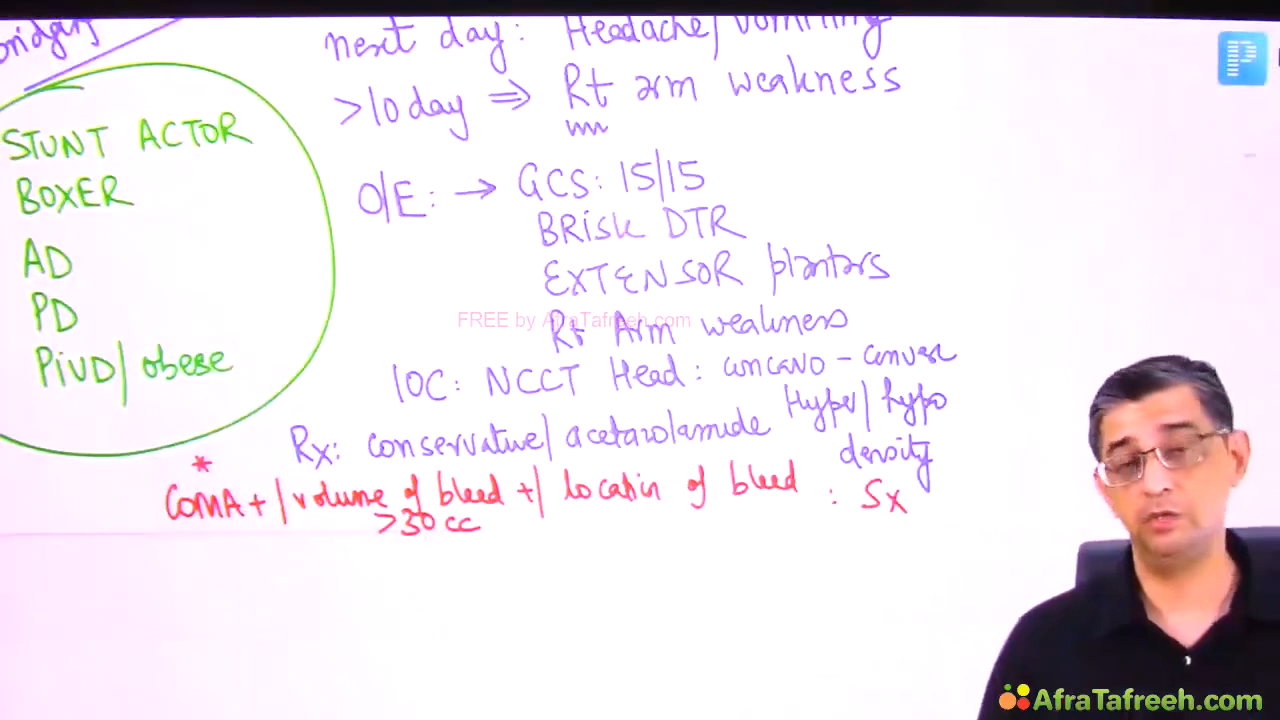 bridging
STUNT ACTOR
BOXER
AD
PD
PiUD/ obese
next day: Headache/ vomiting
>10 day ⇒ Rt arm weakness
O/E: → GCS: 15/15
BRISK DTR
EXTENSOR plantars
Rt Arm weakness
IOC: NCCT Head: concavo - convex
Hyper/ hypo
density
Rx: conservative/ acetazolamide
*
COMA + / volume of bleed +/ location of bleed : Sx
>30 cc
FREE by AfraTafreeh.com
P
AfraTafreeh.com